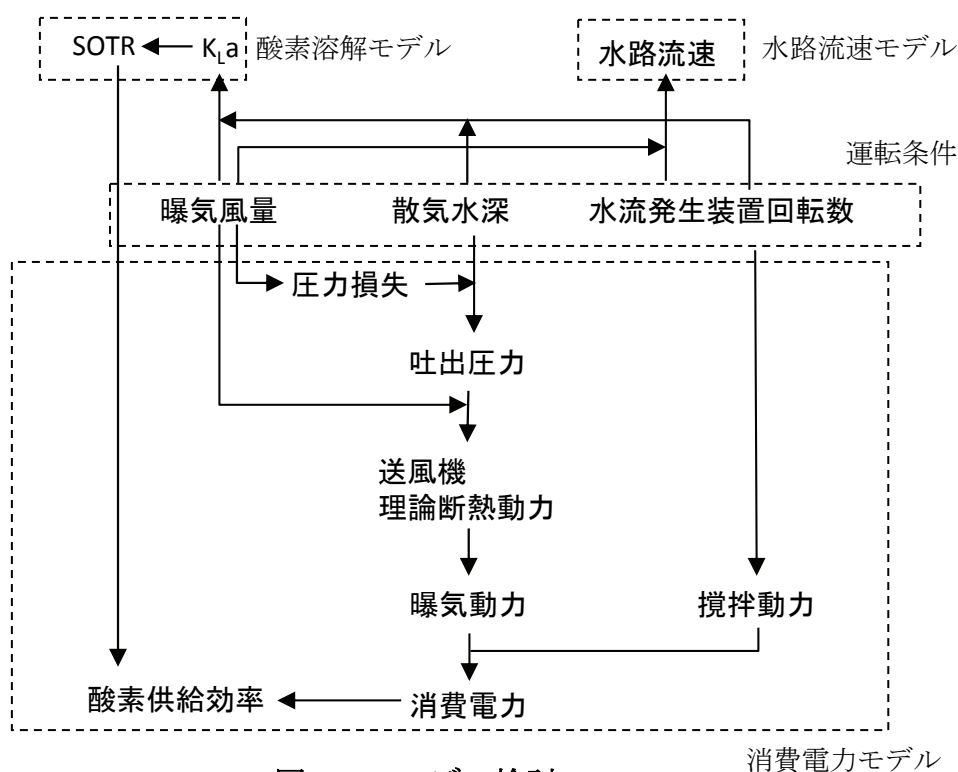 SOTR KLa 酸素溶解モデル
水路流速 水路流速モデル
運転条件
曝気風量 散気水深 水流発生装置回転数
圧力損失
吐出圧力
送風機
理論断熱動力
曝気動力 撹拌動力
酸素供給効率 消費電力
消費電力モデル